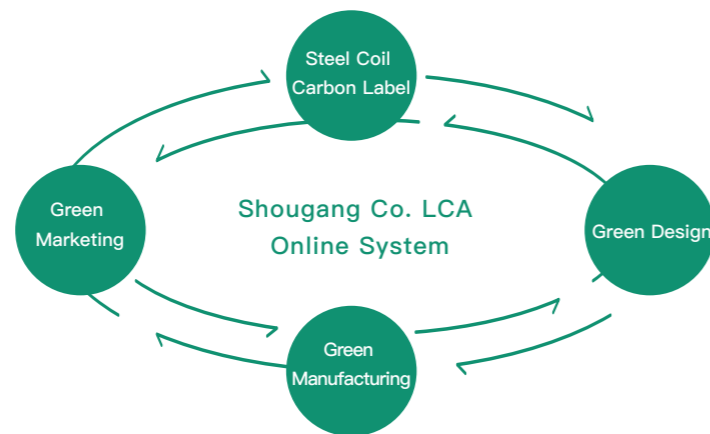 Steel Coil
Carbon Label
Green
Marketing
Shougang Co. LCA
Online System
Green Design
Green
Manufacturing